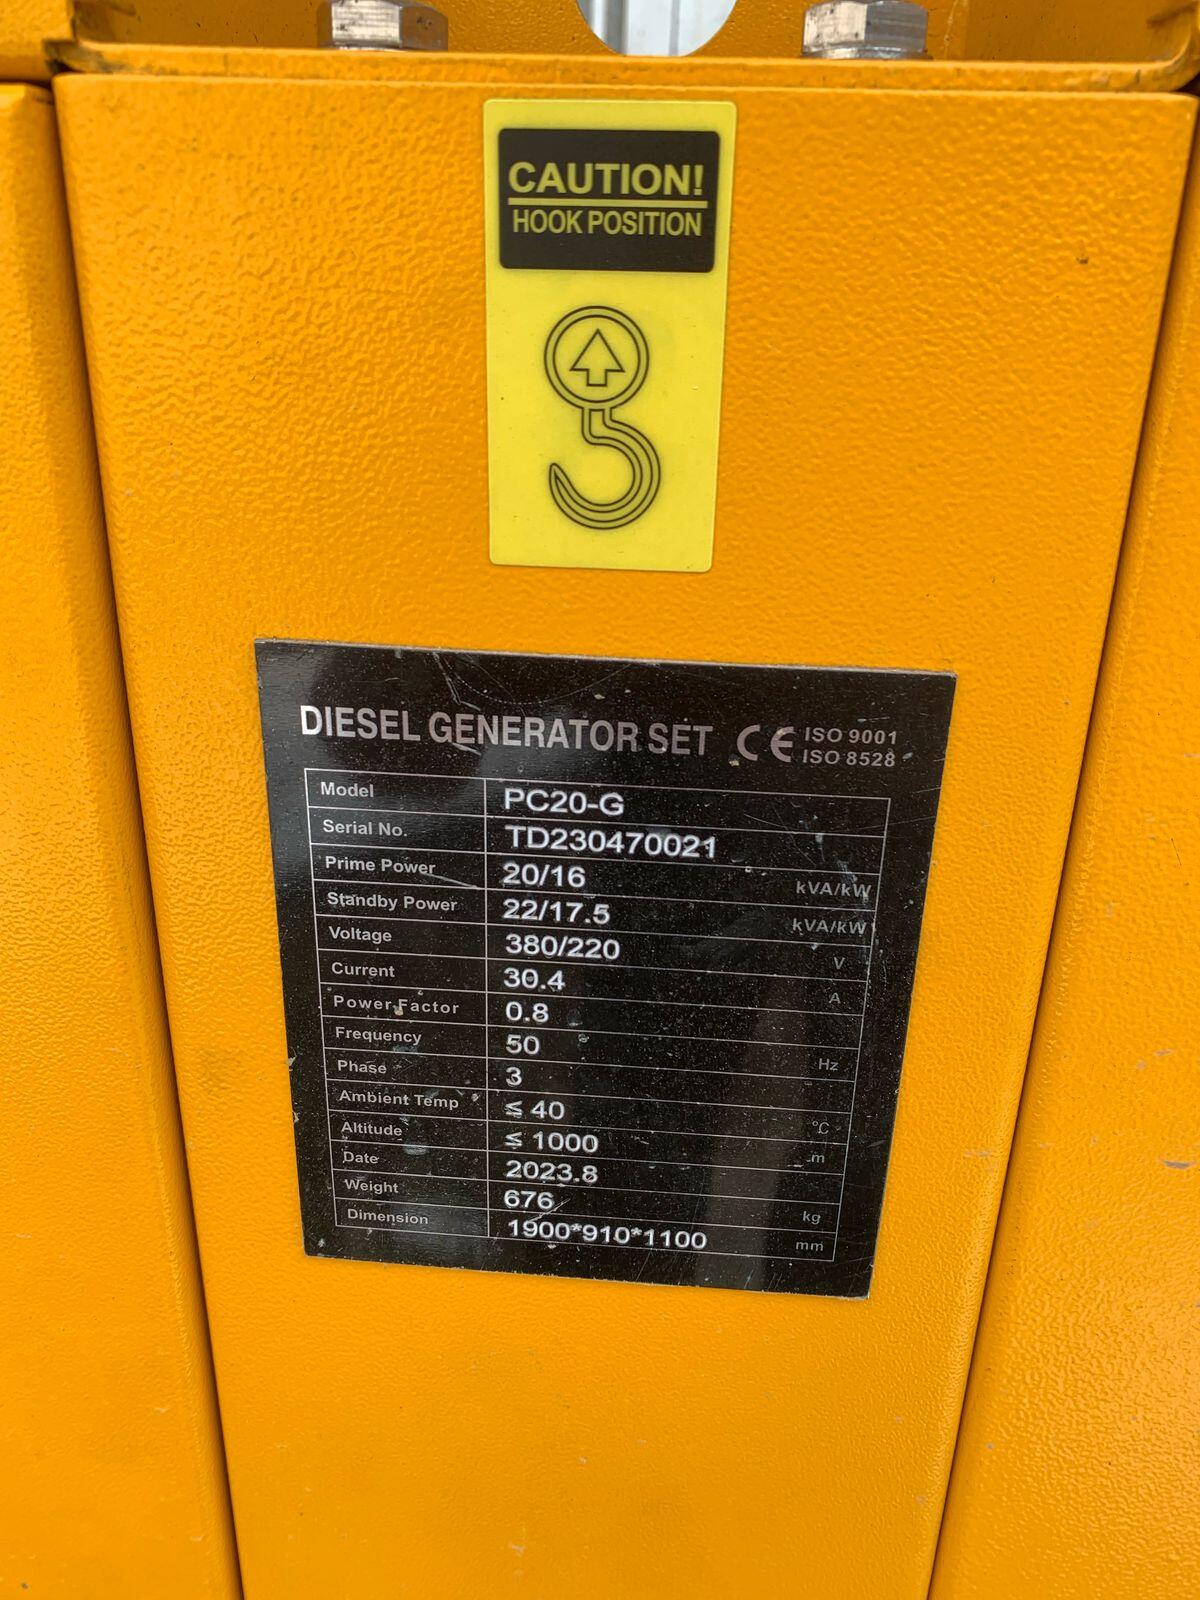 CAUTION!
HOOK POSITION
DIESEL GENERATOR SET CE ISO 9001
ISO 8528
Model PC20-G
Serial No. TD230470021
Prime Power 20/16 kVA/kW
Standby Power 22/17.5 kVA/kW
Voltage 380/220 V
Current 30.4 A
Power Factor 0.8
Frequency 50 Hz
Phase 3
Ambient Temp ≤ 40 °C
Altitude ≤ 1000 m
Date 2023.8
Weight 676 kg
Dimension 1900*910*1100 mm